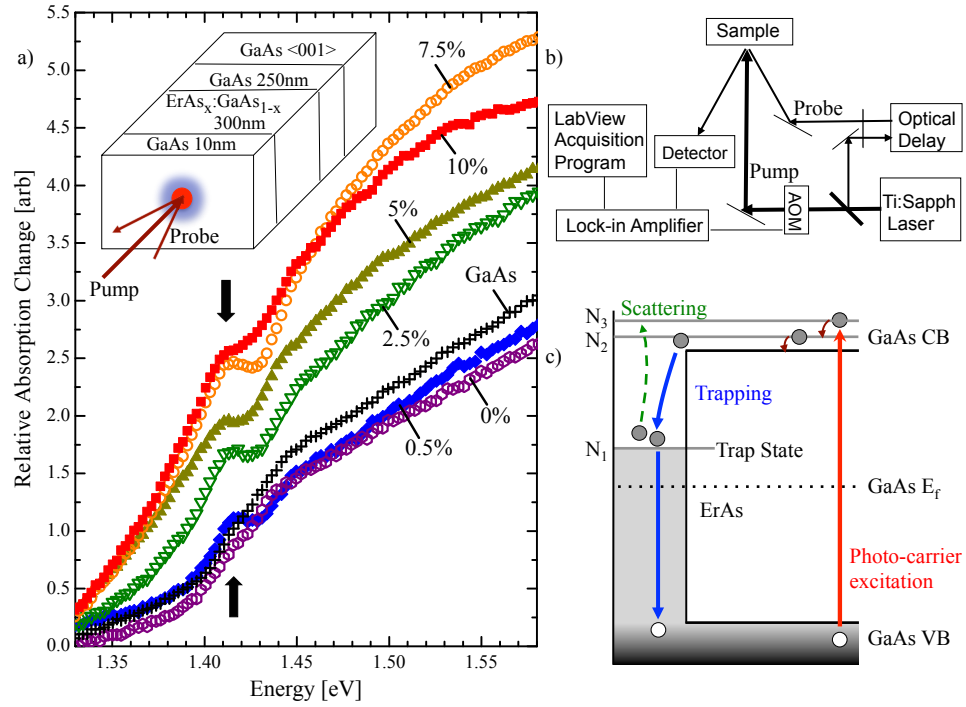 a)
Relative Absorption Change [arb]
5.5
5.0
4.5
4.0
3.5
3.0
2.5
2.0
1.5
1.0
0.5
0.0
1.35
1.40
1.45
1.50
1.55
Energy [eV]
GaAs <001>
GaAs 250nm
ErAsₓ:GaAs₁₋ₓ
300nm
GaAs 10nm
Probe
Pump
7.5%
10%
5%
2.5%
GaAs
0.5%
0%
b)
Sample
LabView
Acquisition
Program
Detector
Probe
Optical
Delay
Pump
AOM
Ti:Sapph
Laser
Lock-in Amplifier
c)
N₃
N₂
N₁
Scattering
GaAs CB
Trapping
Trap State
GaAs E_f
ErAs
Photo-carrier
excitation
GaAs VB